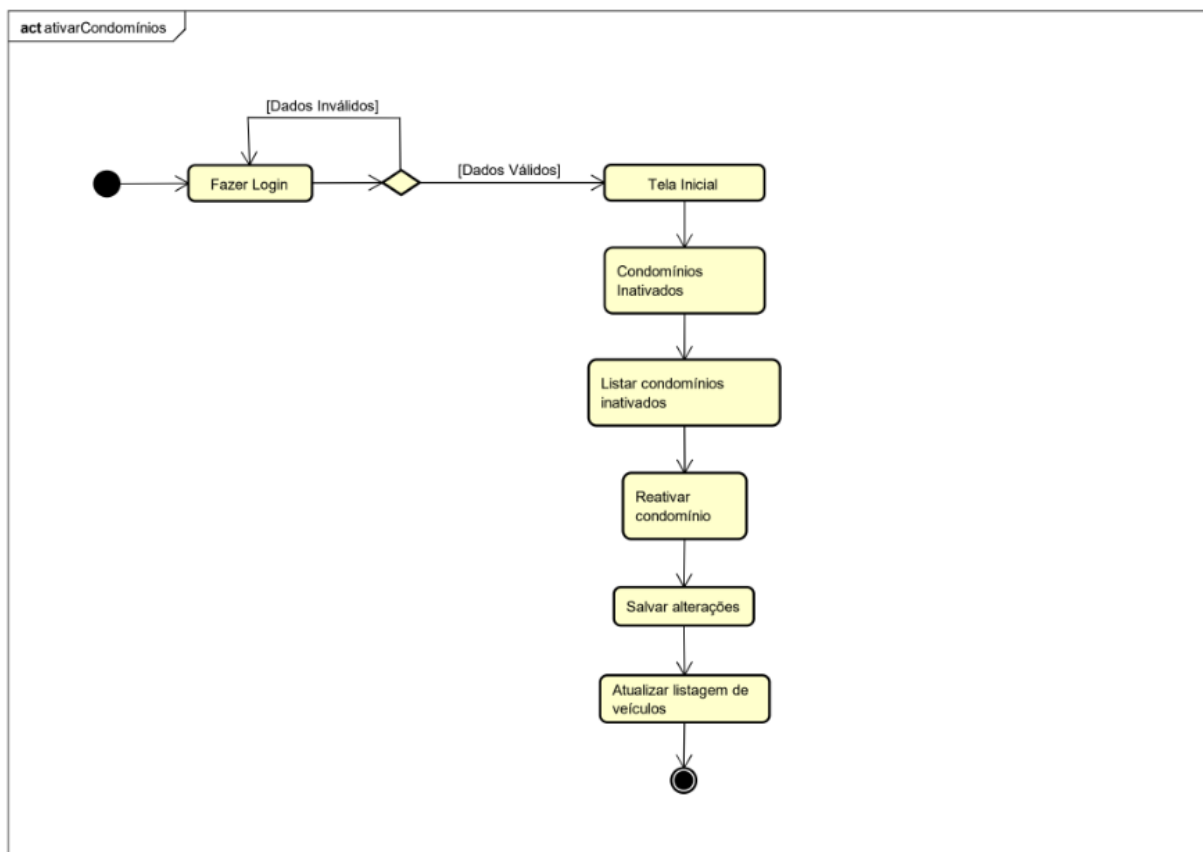 act ativarCondomínios
[Dados Inválidos]
[Dados Válidos]
Fazer Login
Tela Inicial
Condomínios
Inativados
Listar condomínios
inativados
Reativar
condomínio
Salvar alterações
Atualizar listagem de
veículos